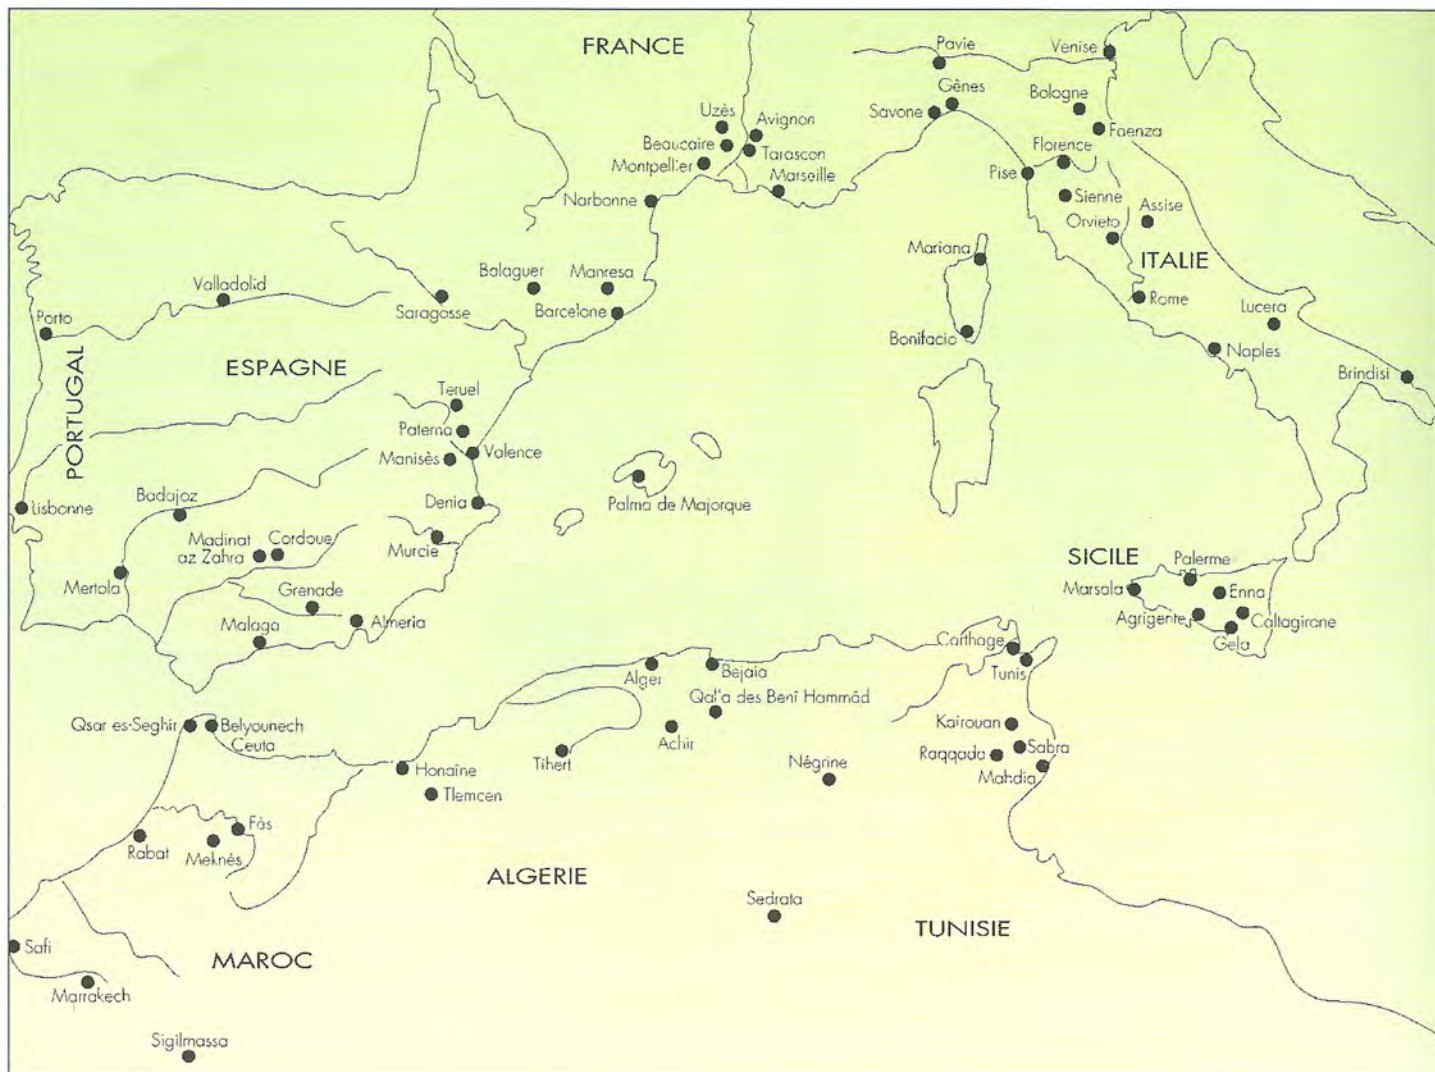 FRANCE
Pavie
Venise
Gênes
Bologne
Savone
Faenza
Uzès
Avignon
Beaucaire
Tarascon
Montpellier
Marseille
Florence
Pise
Sienne
Narbonne
Assise
Orvieto
Mariana
ITALIE
Balaguer
Manresa
Valladolid
Saragosse
Barcelone
Rome
Lucera
Porto
Bonifacio
Naples
ESPAGNE
Brindisi
PORTUGAL
Teruel
Paterna
Manisès
Valence
Badajoz
Denia
Palma de Majorque
Lisbonne
Madinat
az Zahra
Cordoue
Murcie
SICILE
Palerme
Mertola
Marsala
Enna
Grenade
Agrigente
Caltagirone
Malaga
Almeria
Gela
Carthage
Alger
Bejaïa
Tunis
Qal'a des Benî Hammâd
Qsar es-Seghir
Belyounech
Ceuta
Achir
Kairouan
Tihert
Sabra
Raqqada
Honaïne
Négrine
Mahdia
Tlemcen
Fès
Rabat
Meknès
ALGERIE
Sedrata
TUNISIE
Safi
MAROC
Marrakech
Sigilmassa